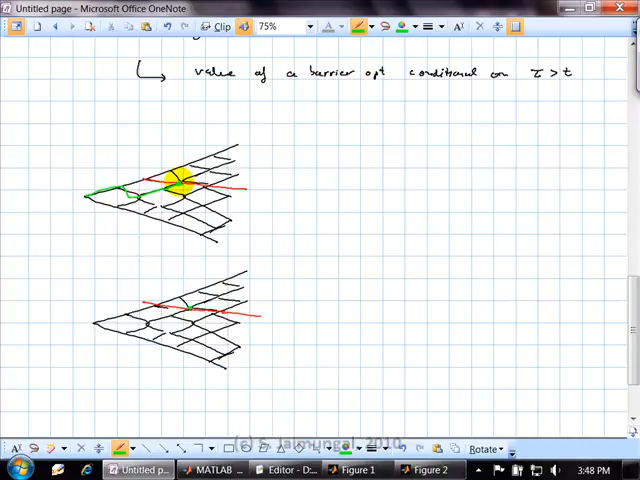 Untitled page - Microsoft Office OneNote
Clip 75%
value of a barrier opt conditional on τ > t
(c) S. Jaimungal, 2010
Rotate
Untitled p... MATLAB Editor - D:... Figure 1 Figure 2 3:48 PM